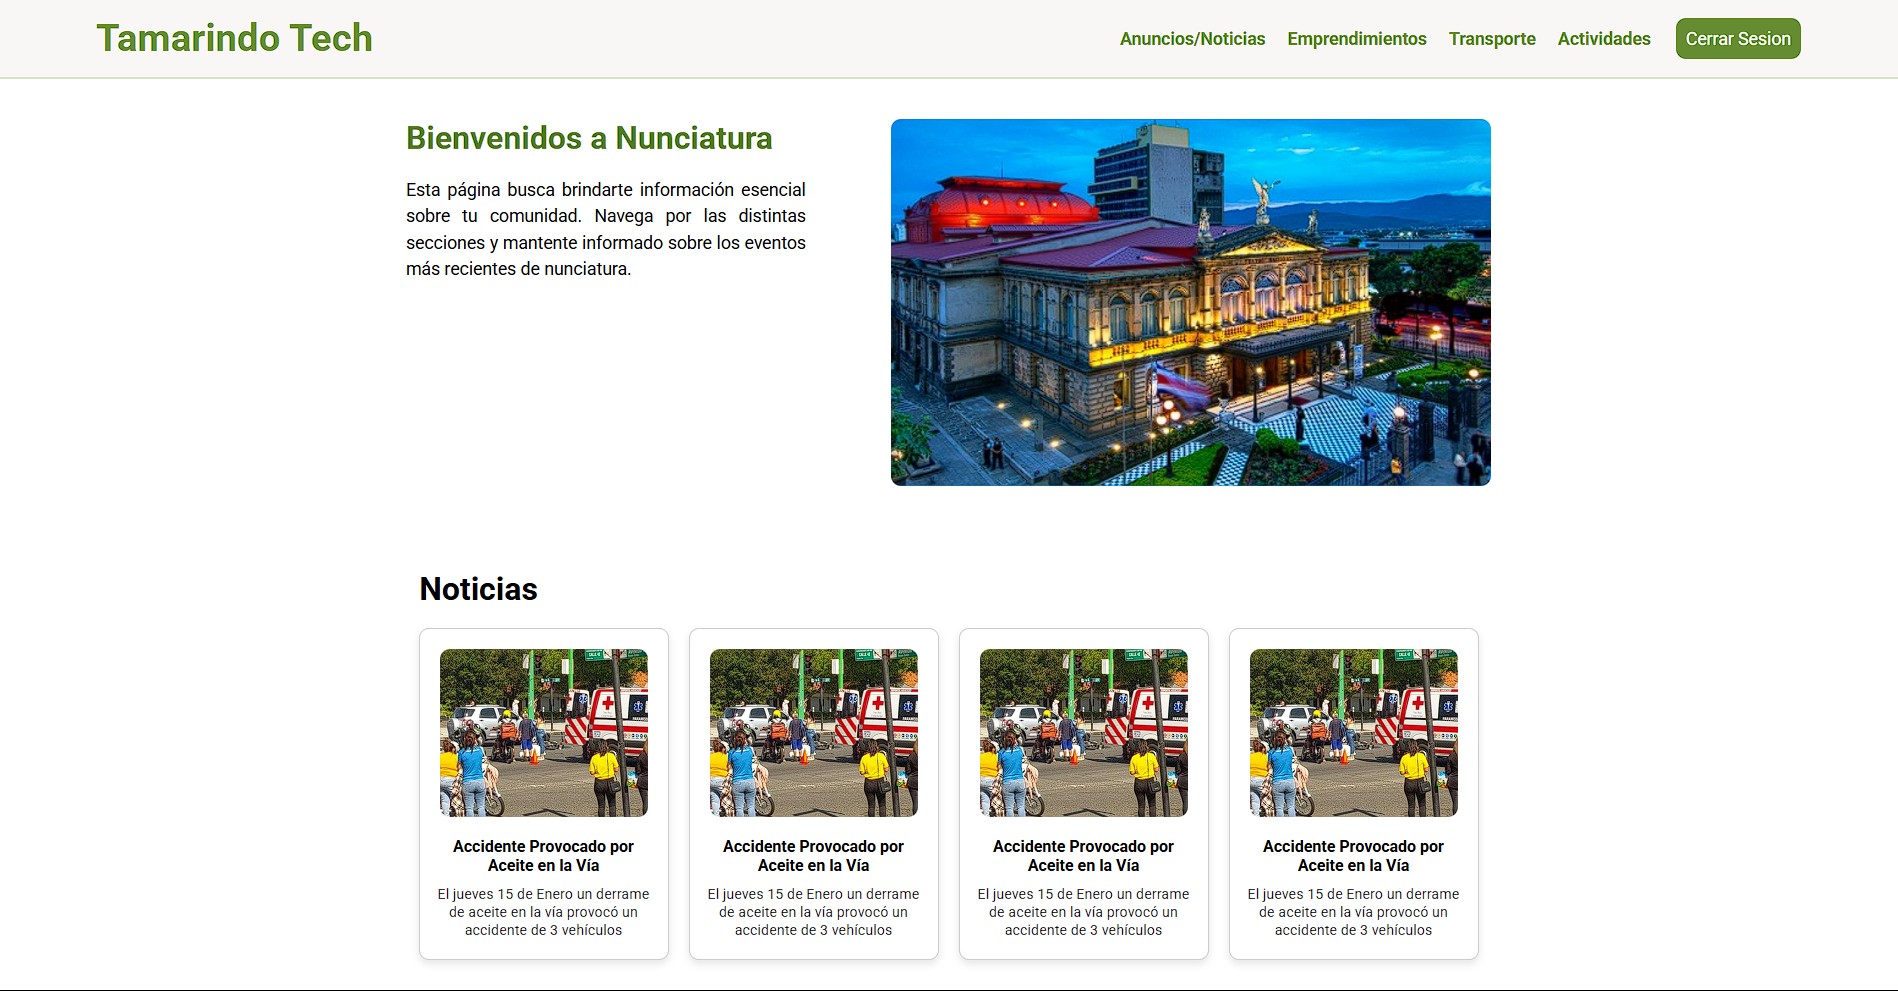 Tamarindo Tech
Anuncios/Noticias Emprendimientos Transporte Actividades Cerrar Sesion
Bienvenidos a Nunciatura
Esta página busca brindarte información esencial
sobre tu comunidad. Navega por las distintas
secciones y mantente informado sobre los eventos
más recientes de nunciatura.
Noticias
Accidente Provocado por
Aceite en la Vía
El jueves 15 de Enero un derrame
de aceite en la vía provocó un
accidente de 3 vehículos
Accidente Provocado por
Aceite en la Vía
El jueves 15 de Enero un derrame
de aceite en la vía provocó un
accidente de 3 vehículos
Accidente Provocado por
Aceite en la Vía
El jueves 15 de Enero un derrame
de aceite en la vía provocó un
accidente de 3 vehículos
Accidente Provocado por
Aceite en la Vía
El jueves 15 de Enero un derrame
de aceite en la vía provocó un
accidente de 3 vehículos